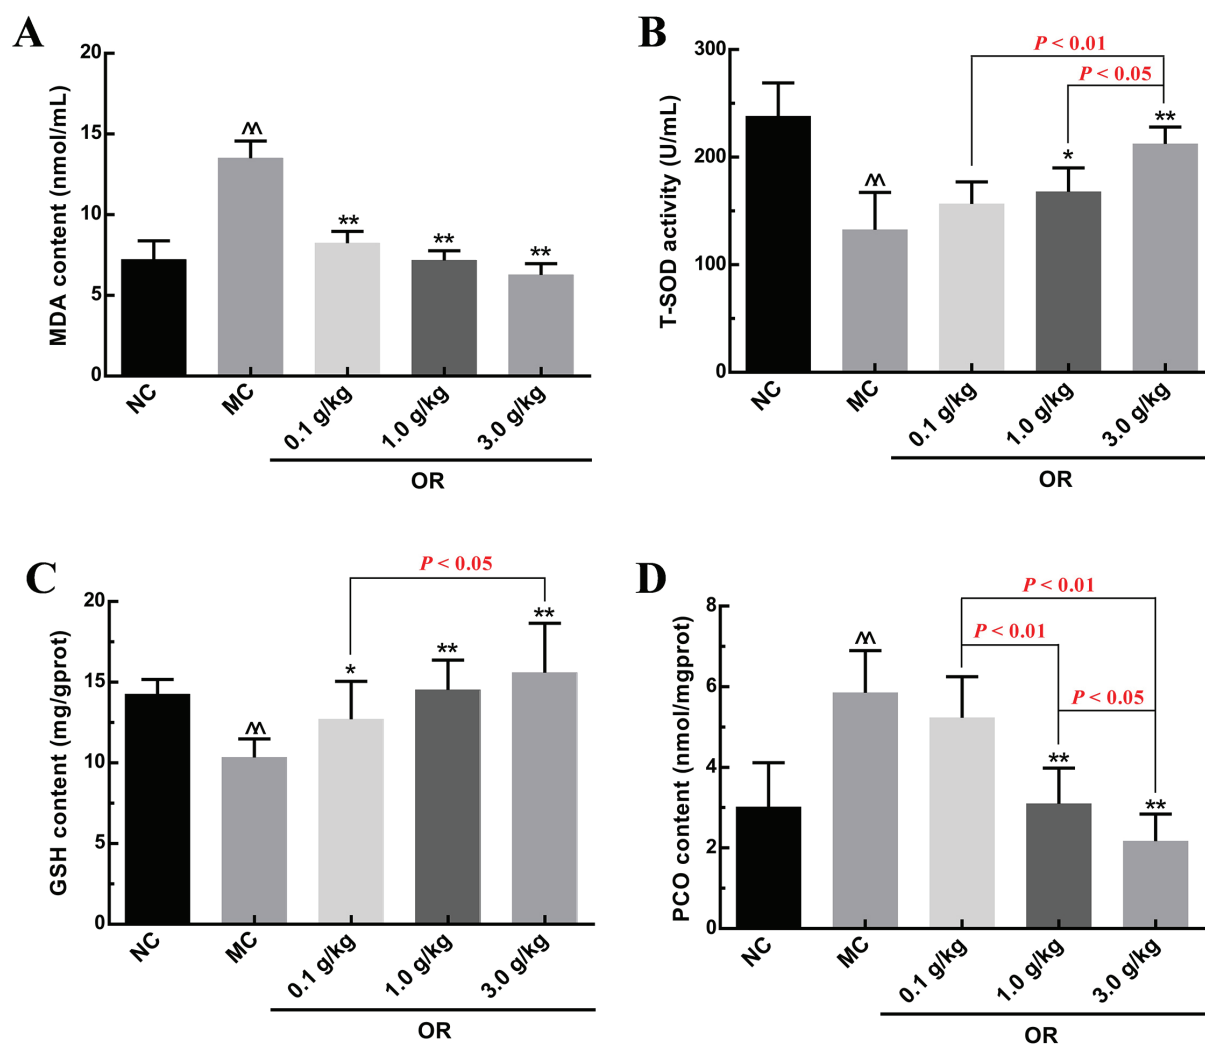 A
MDA content (nmol/mL)
20
15
10
5
0
^^
**
**
**
NC
MC
0.1 g/kg
1.0 g/kg
3.0 g/kg
OR
B
T-SOD activity (U/mL)
300
200
100
0
P < 0.01
P < 0.05
^^
*
**
NC
MC
0.1 g/kg
1.0 g/kg
3.0 g/kg
OR
C
GSH content (mg/gprot)
20
15
10
5
0
P < 0.05
^^
*
**
**
NC
MC
0.1 g/kg
1.0 g/kg
3.0 g/kg
OR
D
PCO content (nmol/mgprot)
8
6
4
2
0
P < 0.01
P < 0.01
P < 0.05
^^
**
**
NC
MC
0.1 g/kg
1.0 g/kg
3.0 g/kg
OR